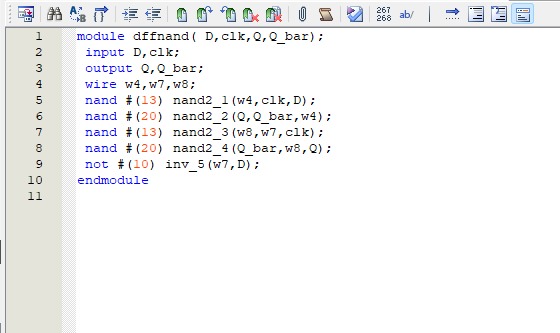 267
268
ab/
1 module dffnand( D,clk,Q,Q_bar);
2 input D,clk;
3 output Q,Q_bar;
4 wire w4,w7,w8;
5 nand #(13) nand2_1(w4,clk,D);
6 nand #(20) nand2_2(Q,Q_bar,w4);
7 nand #(13) nand2_3(w8,w7,clk);
8 nand #(20) nand2_4(Q_bar,w8,Q);
9 not #(10) inv_5(w7,D);
10 endmodule
11